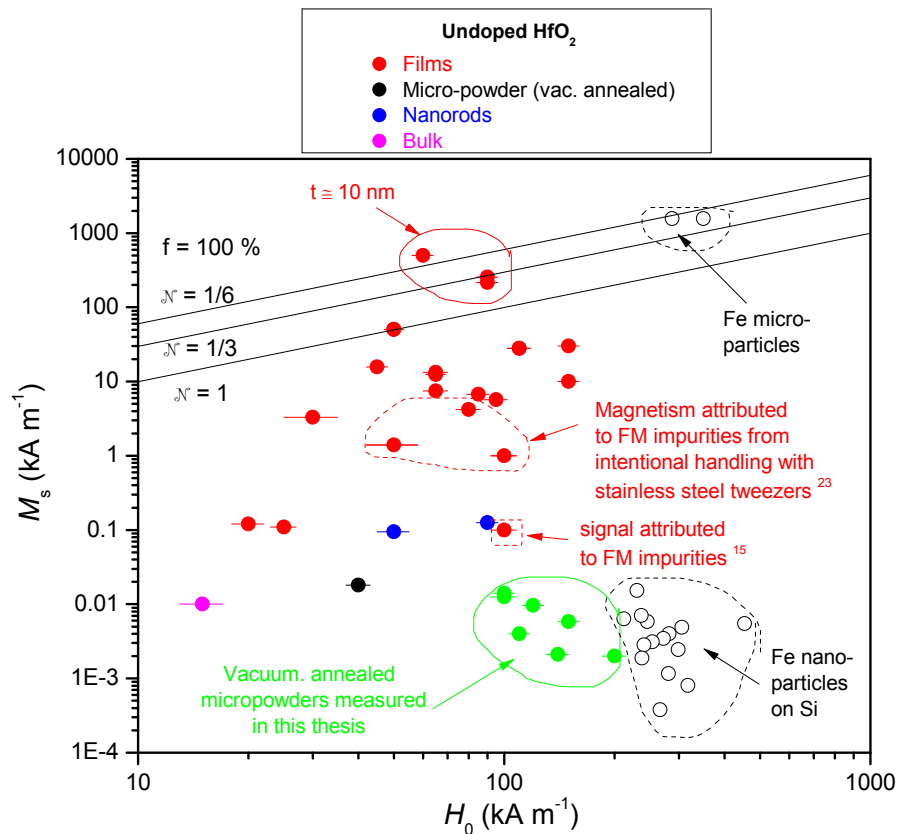 Undoped HfO₂
Films
Micro-powder (vac. annealed)
Nanorods
Bulk
10000
1000
100
10
1
0.1
0.01
1E-3
1E-4
Mₛ (kA m⁻¹)
t ≅ 10 nm
f = 100 %
𝒩 = 1/6
𝒩 = 1/3
𝒩 = 1
Fe micro-
particles
Magnetism attributed
to FM impurities from
intentional handling with
stainless steel tweezers ²³
signal attributed
to FM impurities ¹⁵
Vacuum. annealed
micropowders measured
in this thesis
Fe nano-
particles
on Si
10
100
1000
H₀ (kA m⁻¹)